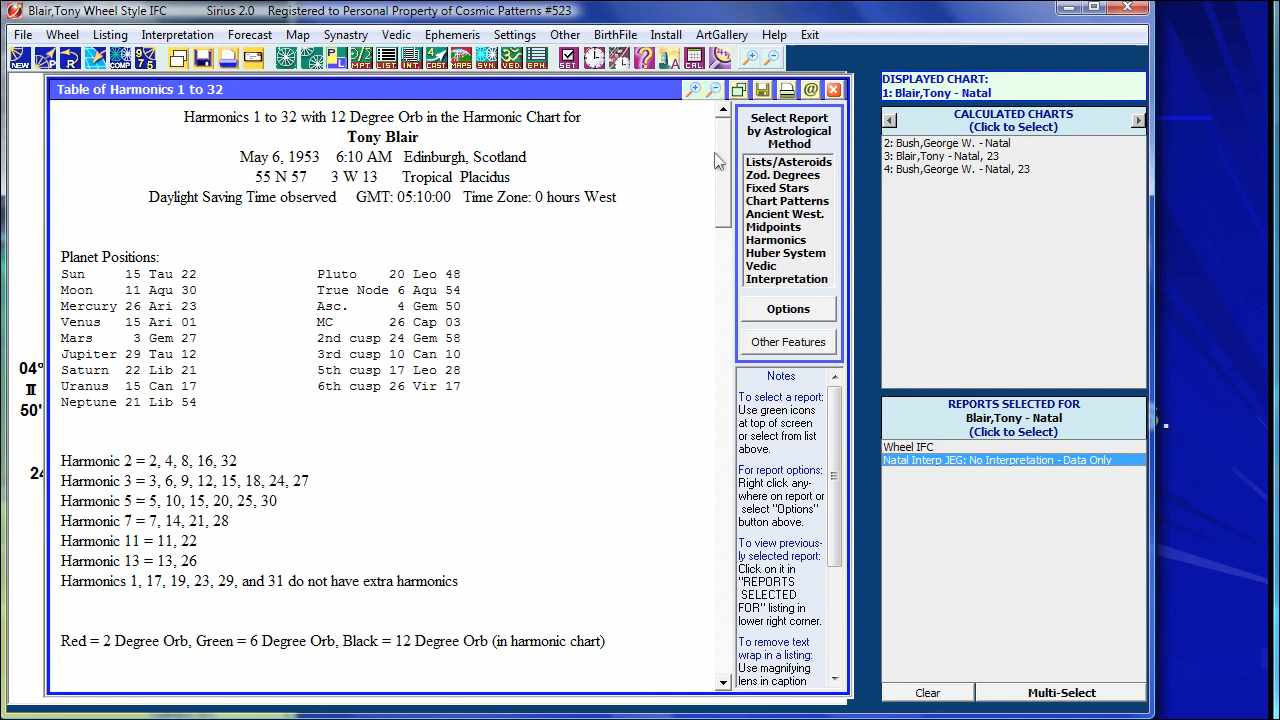 Blair,Tony Wheel Style IFC Sirius 2.0 Registered to Personal Property of Cosmic Patterns #523
File Wheel Listing Interpretation Forecast Map Synastry Vedic Ephemeris Settings Other BirthFile Install ArtGallery Help Exit
Table of Harmonics 1 to 32
Harmonics 1 to 32 with 12 Degree Orb in the Harmonic Chart for
Tony Blair
May 6, 1953 6:10 AM Edinburgh, Scotland
55 N 57 3 W 13 Tropical Placidus
Daylight Saving Time observed GMT: 05:10:00 Time Zone: 0 hours West
Planet Positions:
Sun 15 Tau 22 Pluto 20 Leo 48
Moon 11 Aqu 30 True Node 6 Aqu 54
Mercury 26 Ari 23 Asc. 4 Gem 50
Venus 15 Ari 01 MC 26 Cap 03
Mars 3 Gem 27 2nd cusp 24 Gem 58
Jupiter 29 Tau 12 3rd cusp 10 Can 10
Saturn 22 Lib 21 5th cusp 17 Leo 28
Uranus 15 Can 17 6th cusp 26 Vir 17
Neptune 21 Lib 54
Harmonic 2 = 2, 4, 8, 16, 32
Harmonic 3 = 3, 6, 9, 12, 15, 18, 24, 27
Harmonic 5 = 5, 10, 15, 20, 25, 30
Harmonic 7 = 7, 14, 21, 28
Harmonic 11 = 11, 22
Harmonic 13 = 13, 26
Harmonics 1, 17, 19, 23, 29, and 31 do not have extra harmonics
Red = 2 Degree Orb, Green = 6 Degree Orb, Black = 12 Degree Orb (in harmonic chart)
04°
II
50'
24
Select Report
by Astrological
Method
Lists/Asteroids
Zod. Degrees
Fixed Stars
Chart Patterns
Ancient West.
Midpoints
Harmonics
Huber System
Vedic
Interpretation
Options
Other Features
Notes
To select a report:
Use green icons
at top of screen
or select from list
above.
For report options:
Right click any-
where on report or
select "Options"
button above.
To view previous-
ly selected report:
Click on it in
"REPORTS
SELECTED
FOR" listing in
lower right corner.
To remove text
wrap in a listing:
Use magnifying
lens in caption
DISPLAYED CHART:
1: Blair,Tony - Natal
CALCULATED CHARTS
(Click to Select)
2: Bush,George W. - Natal
3: Blair,Tony - Natal, 23
4: Bush,George W. - Natal, 23
REPORTS SELECTED FOR
Blair,Tony - Natal
(Click to Select)
Wheel IFC
Natal Interp JEG: No Interpretation - Data Only
Clear Multi-Select